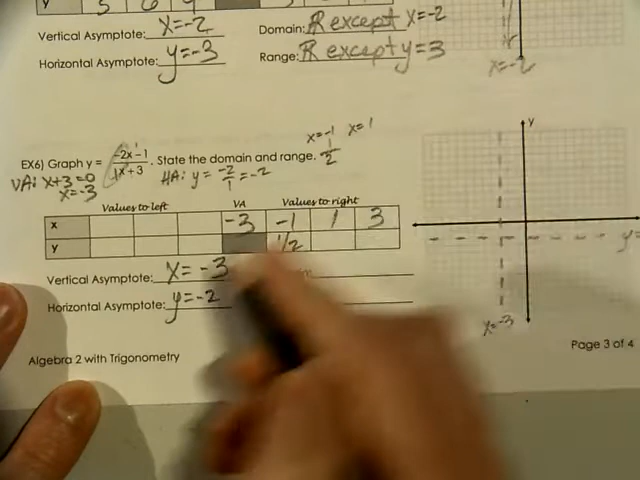 y 5 6
Vertical Asymptote: x=-2 Domain: R except x=-2
Horizontal Asymptote: y=-3 Range: R except y=3
x=-2
x=-1 x=1
EX6) Graph y = -2x-1/1x+3. State the domain and range. 1/2
VA: x+3=0 HA: y = -2/1 = -2
x=-3
y
Values to left VA Values to right
x -3 -1 1 3
y 1/2
y=
Vertical Asymptote: x = -3
Horizontal Asymptote: y=-2
x=-3
Page 3 of 4
Algebra 2 with Trigonometry